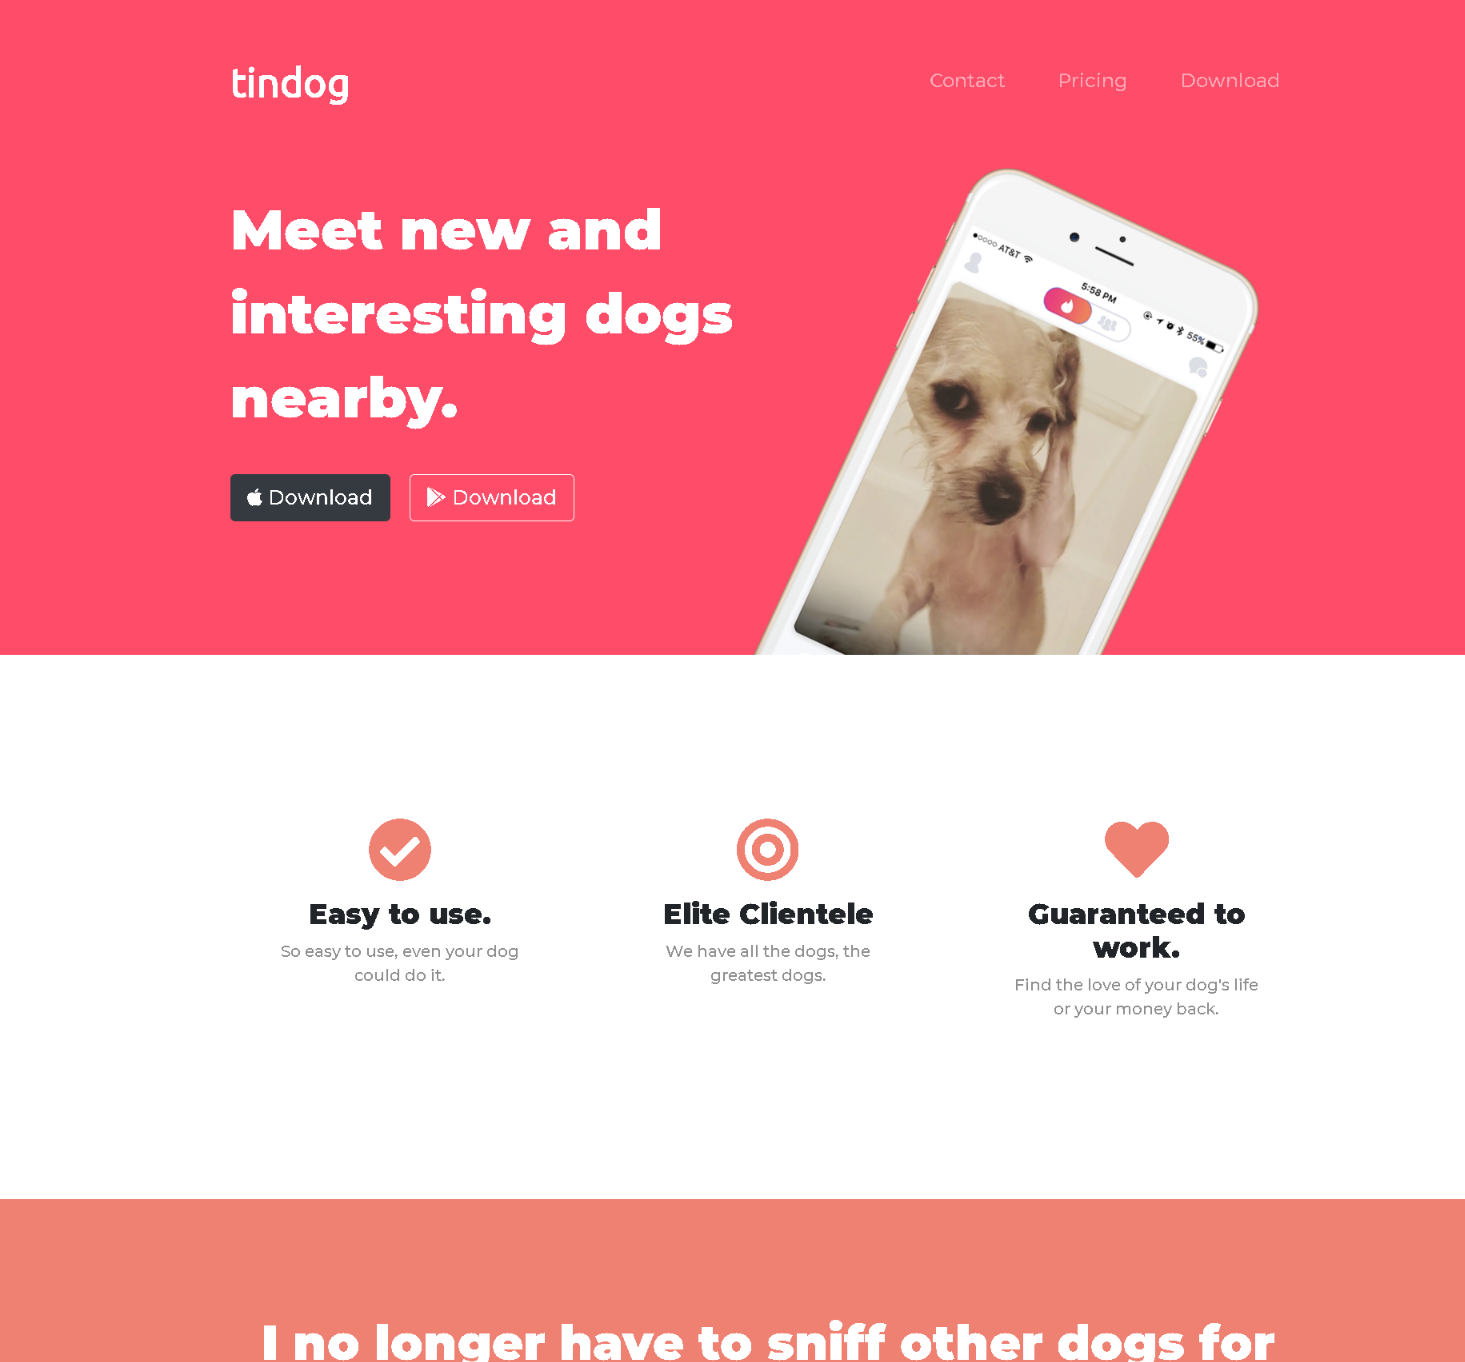 tindog
Contact
Pricing
Download
Meet new and
interesting dogs
nearby.
Download
Download
AT&T
5:58 PM
55%
Easy to use.
So easy to use, even your dog
could do it.
Elite Clientele
We have all the dogs, the
greatest dogs.
Guaranteed to
work.
Find the love of your dog's life
or your money back.
I no longer have to sniff other dogs for